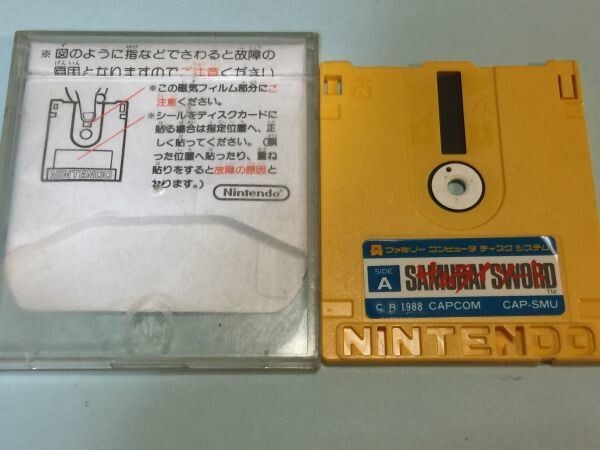 ※図のように指などでさわると故障の
原因となりますのでご注意ください
※この磁気フィルム部分にご
注意ください。
※シールをディスクカードに
貼る場合は指定位置へ、正
しく貼ってください。(誤
った位置へ貼ったり、重ね
貼りをすると故障の原因と
なります。)
NINTENDO
Nintendo
ファミリー コンピュータ ディスク システム
SIDE
A
SAMURAI SWORD
TM
© B 1988 CAPCOM CAP-SMU
NINTENDO